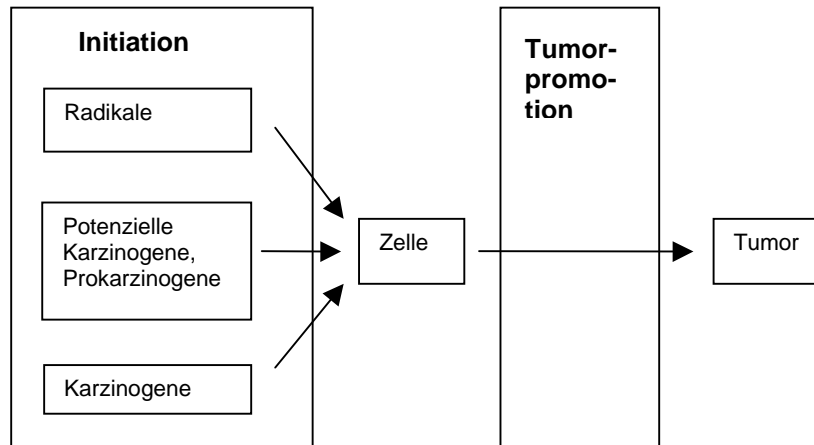 Initiation
Radikale
Potenzielle
Karzinogene,
Prokarzinogene
Karzinogene
Zelle
Tumor-
promo-
tion
Tumor